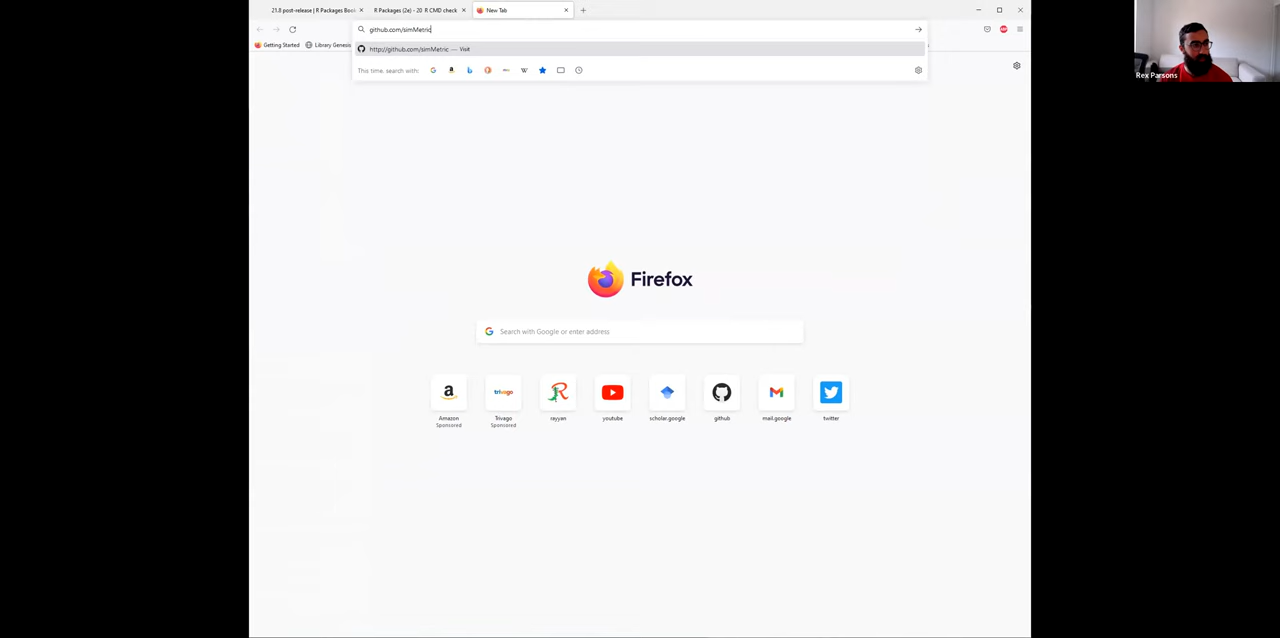 21.8 post-release | R Packages Boo
R Packages (2e) - 20 R CMD check
New Tab
github.com/simMetric
Getting Started
Library Genesis
http://github.com/simMetric — Visit
This time, search with:
Rex Parsons
Firefox
Search with Google or enter address
Amazon
Sponsored
Trivago
Sponsored
rayyan
youtube
scholar.google
github
mail.google
twitter
trivago